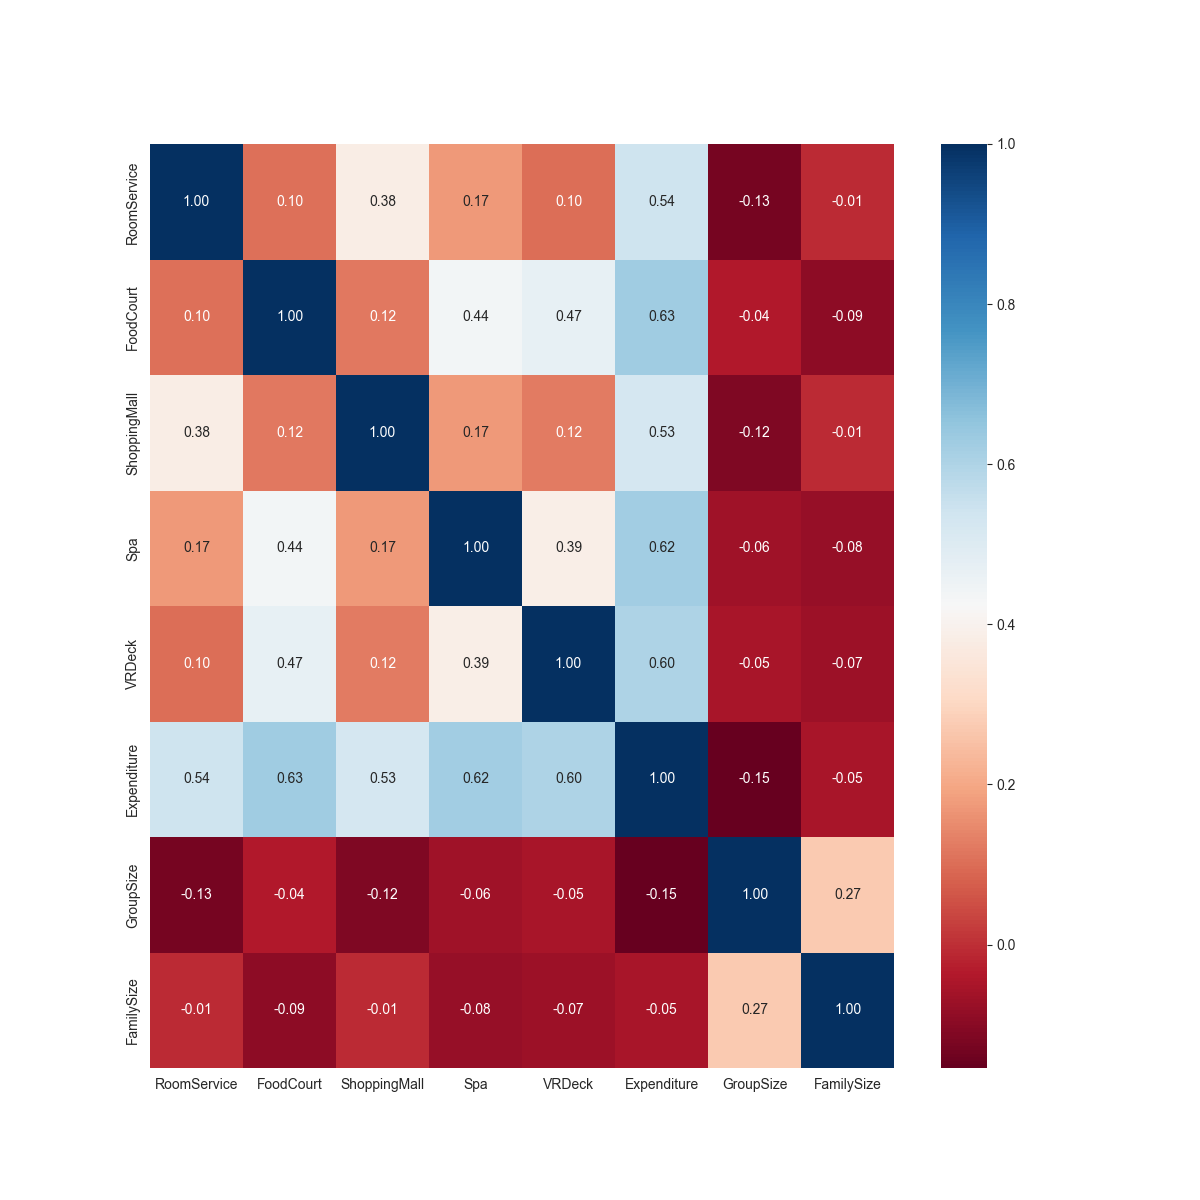 RoomService 1.00 0.10 0.38 0.17 0.10 0.54 -0.13 -0.01
FoodCourt 0.10 1.00 0.12 0.44 0.47 0.63 -0.04 -0.09
ShoppingMall 0.38 0.12 1.00 0.17 0.12 0.53 -0.12 -0.01
Spa 0.17 0.44 0.17 1.00 0.39 0.62 -0.06 -0.08
VRDeck 0.10 0.47 0.12 0.39 1.00 0.60 -0.05 -0.07
Expenditure 0.54 0.63 0.53 0.62 0.60 1.00 -0.15 -0.05
GroupSize -0.13 -0.04 -0.12 -0.06 -0.05 -0.15 1.00 0.27
FamilySize -0.01 -0.09 -0.01 -0.08 -0.07 -0.05 0.27 1.00
RoomService FoodCourt ShoppingMall Spa VRDeck Expenditure GroupSize FamilySize
1.0
0.8
0.6
0.4
0.2
0.0